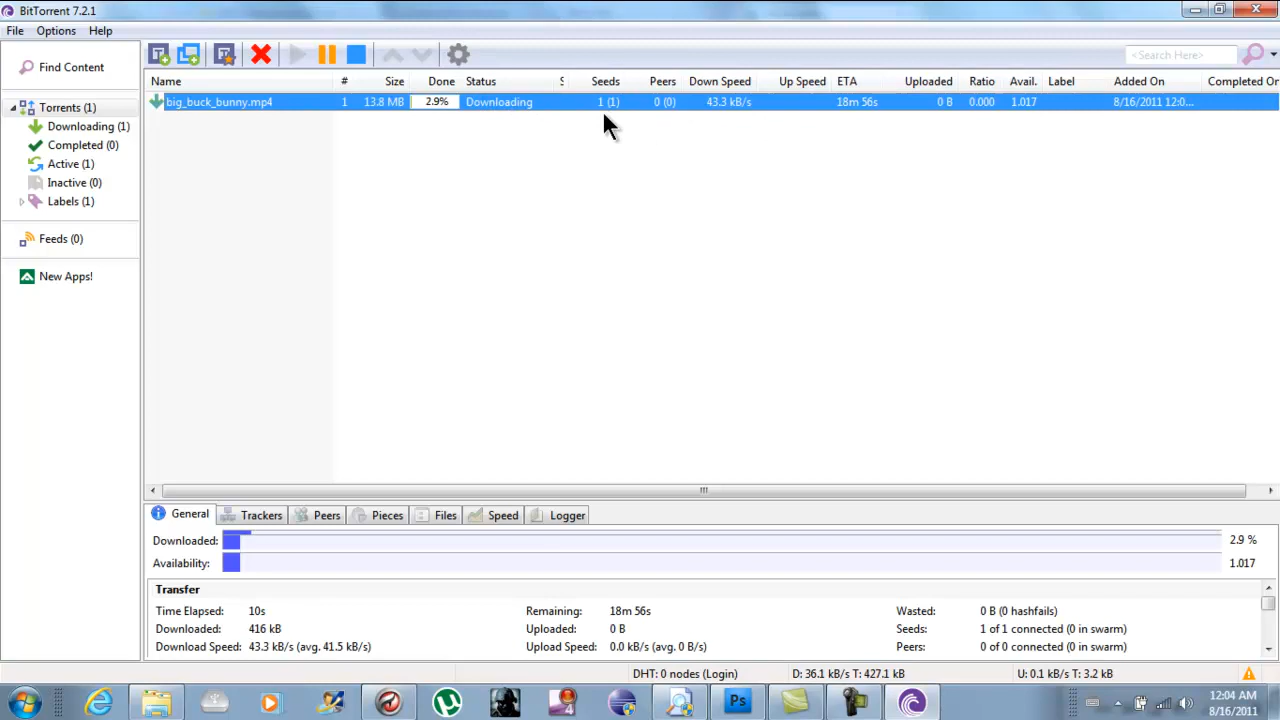 BitTorrent 7.2.1
File Options Help
<Search Here>
Find Content
Torrents (1)
Downloading (1)
Completed (0)
Active (1)
Inactive (0)
Labels (1)
Feeds (0)
New Apps!
Name # Size Done Status S Seeds Peers Down Speed Up Speed ETA Uploaded Ratio Avail. Label Added On Completed On
big_buck_bunny.mp4 1 13.8 MB 2.9% Downloading 1 (1) 0 (0) 43.3 kB/s 18m 56s 0 B 0.000 1.017 8/16/2011 12:0...
General Trackers Peers Pieces Files Speed Logger
Downloaded: 2.9 %
Availability: 1.017
Transfer
Time Elapsed: 10s Remaining: 18m 56s Wasted: 0 B (0 hashfails)
Downloaded: 416 kB Uploaded: 0 B Seeds: 1 of 1 connected (0 in swarm)
Download Speed: 43.3 kB/s (avg. 41.5 kB/s) Upload Speed: 0.0 kB/s (avg. 0 B/s) Peers: 0 of 0 connected (0 in swarm)
DHT: 0 nodes (Login) D: 36.1 kB/s T: 427.1 kB U: 0.1 kB/s T: 3.2 kB
Ps
12:04 AM
8/16/2011